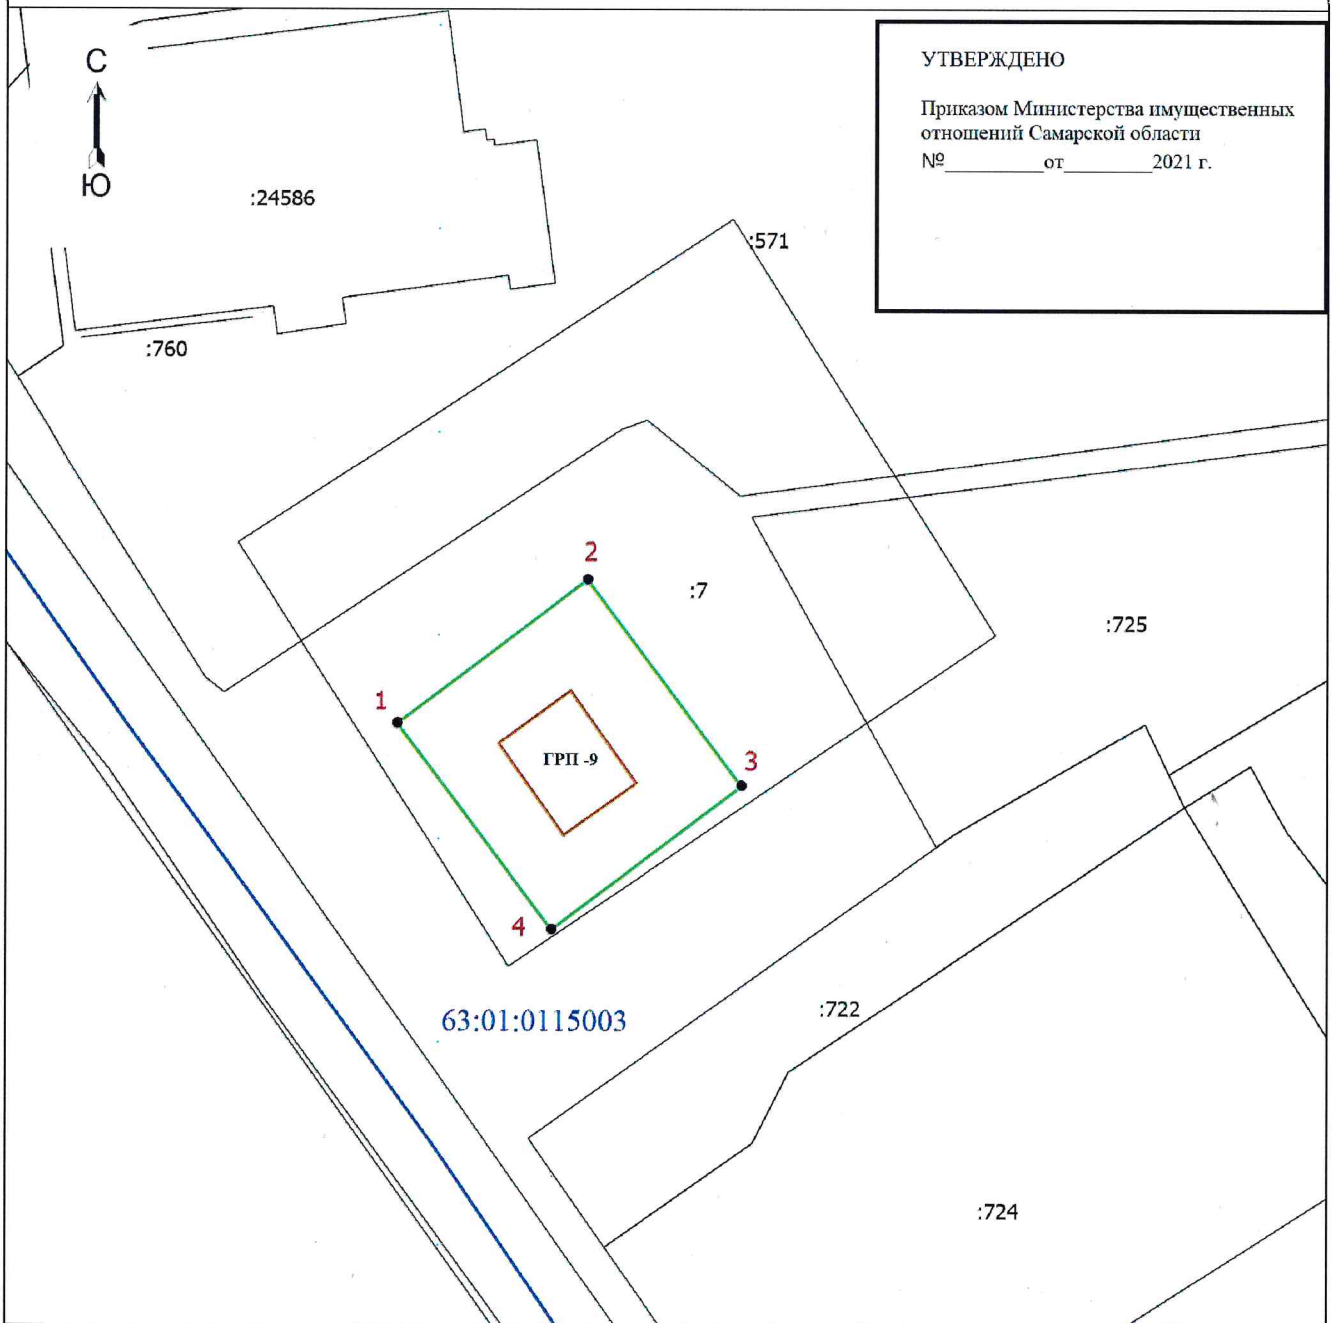 УТВЕРЖДЕНО
Приказом Министерства имущественных
отношений Самарской области
№__________от_________2021 г.
С
Ю
:24586
:571
:760
2
:7
:725
1
ГРП -9
3
4
63:01:0115003
:722
:724